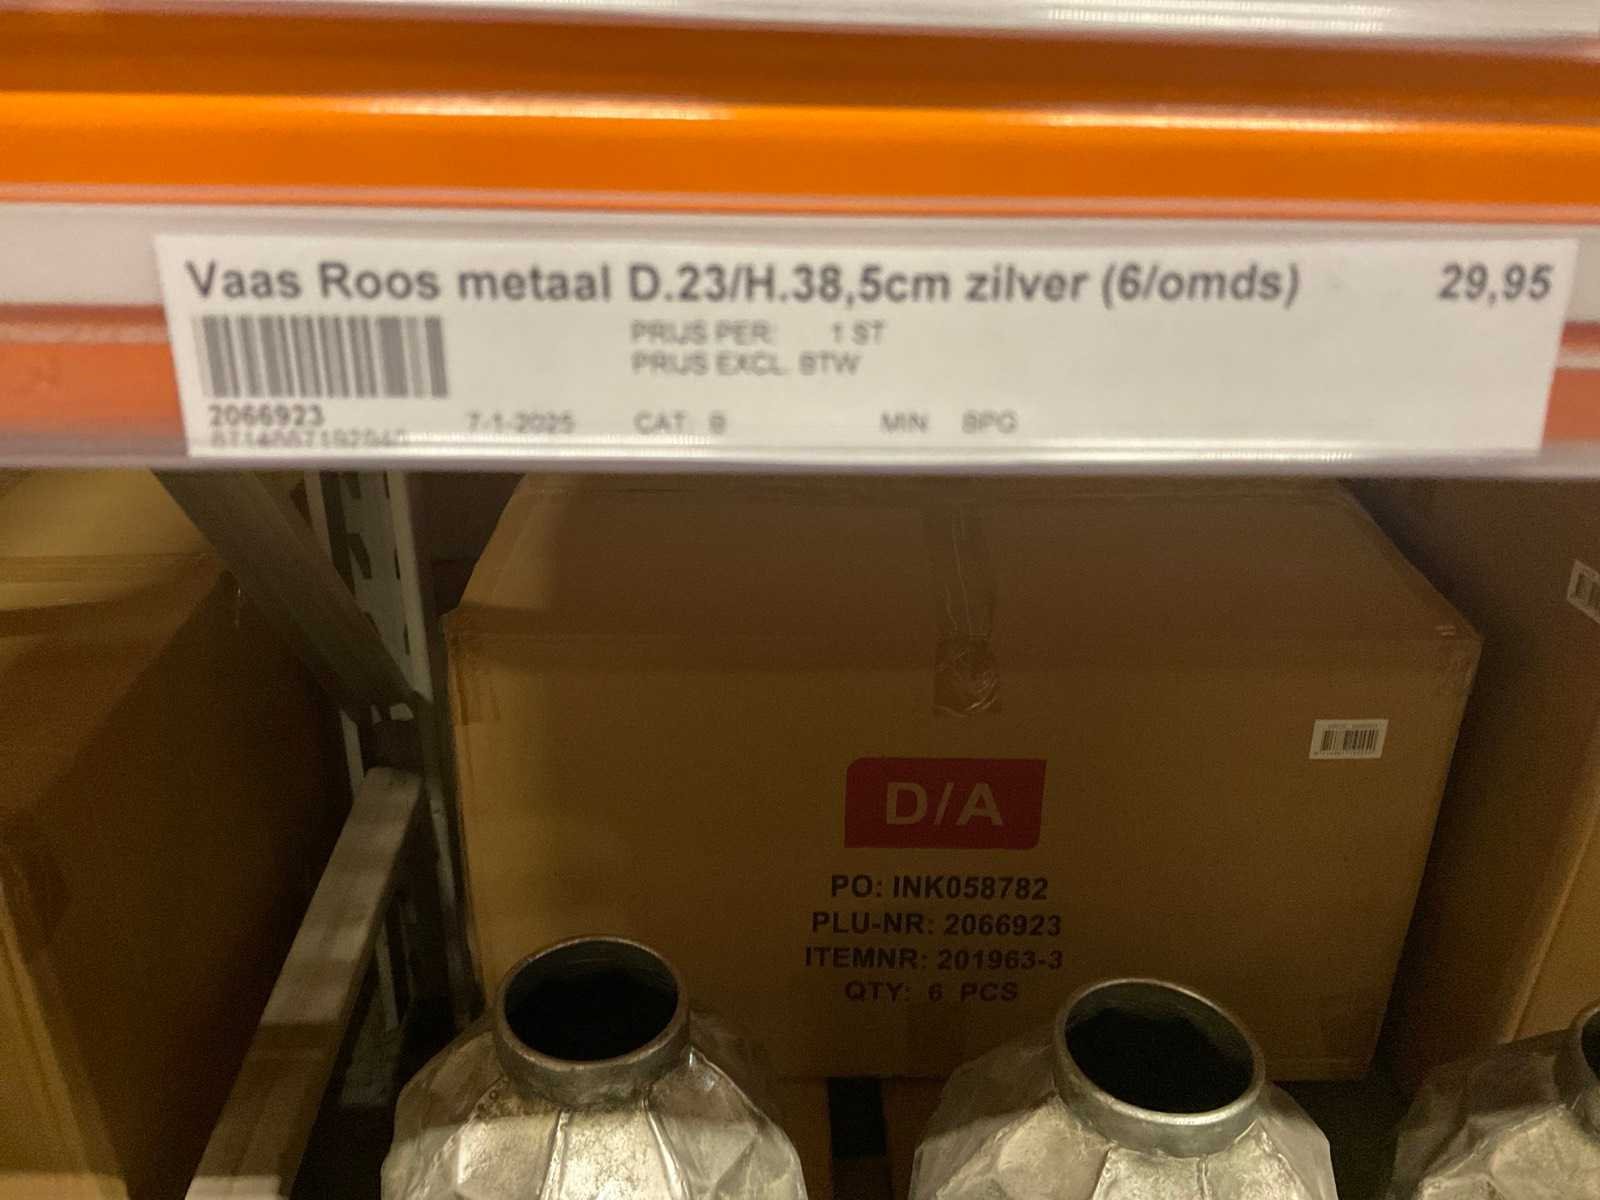 Vaas Roos metaal D.23/H.38,5cm zilver (6/omds) 29,95
PRIJS PER: 1 ST
PRIJS EXCL. BTW
2066923 7-1-2025 CAT: B MIN BPG
D/A
PO: INK058782
PLU-NR: 2066923
ITEMNR: 201963-3
QTY: 6 PCS